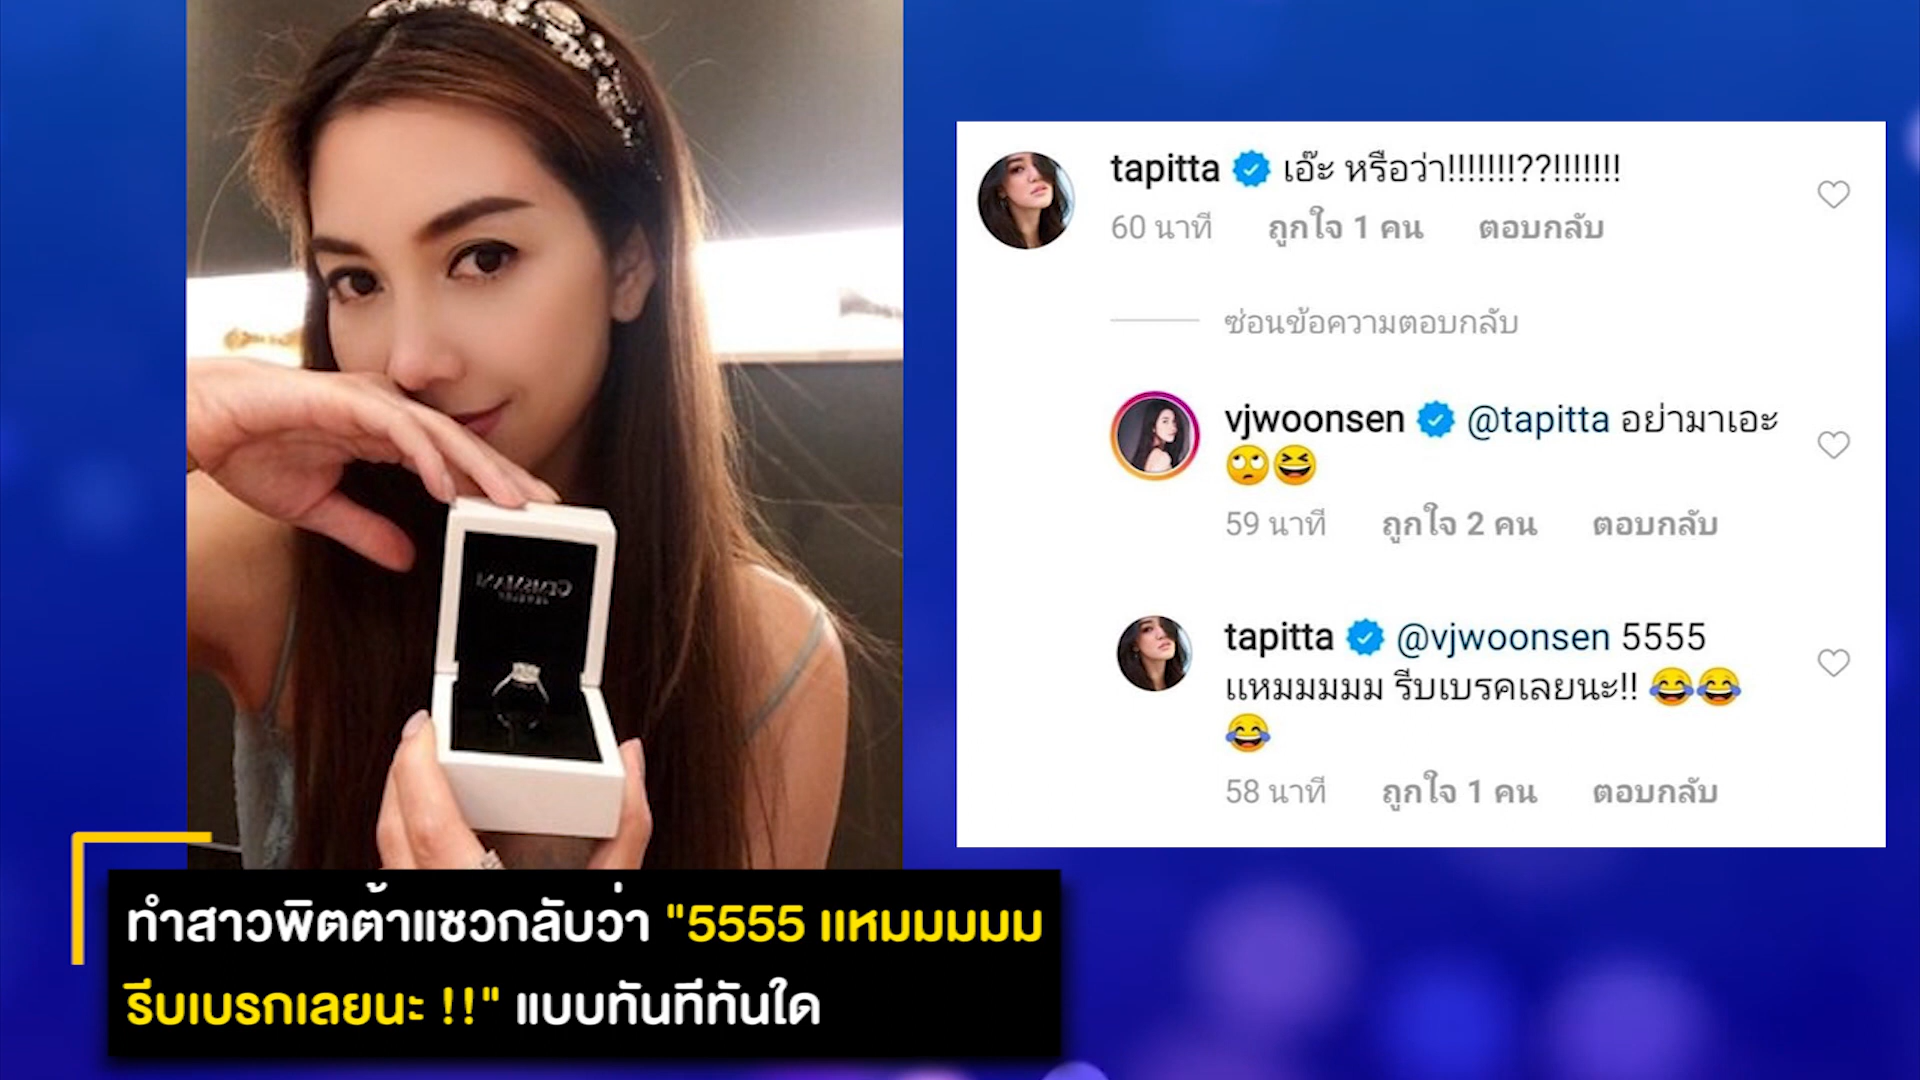 tapitta เอ๊ะ หรือว่า!!!!!!!??!!!!!!!
60 นาที ถูกใจ 1 คน ตอบกลับ
ซ่อนข้อความตอบกลับ
vjwoonsen @tapitta อย่ามาเอะ
🙄😆
59 นาที ถูกใจ 2 คน ตอบกลับ
tapitta @vjwoonsen 5555
แหมมมมม รีบเบรคเลยนะ!! 😂😂
😂
58 นาที ถูกใจ 1 คน ตอบกลับ
GEMSMANI
JEWELRY
ทำสาวพิตต้าแซวกลับว่า "5555 แหมมมมม
รีบเบรกเลยนะ !!" แบบทันทีทันใด